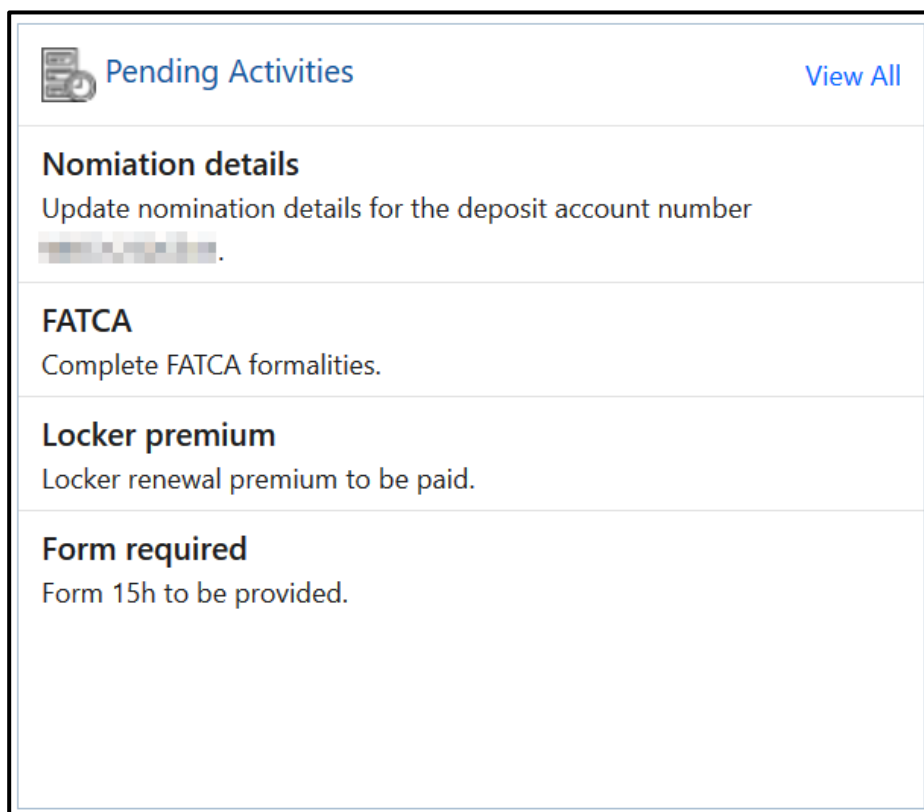 Pending Activities
View All
Nomiation details
Update nomination details for the deposit account number
.
FATCA
Complete FATCA formalities.
Locker premium
Locker renewal premium to be paid.
Form required
Form 15h to be provided.